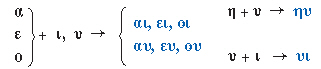 α
ε
ο
+ ι, υ →
αι, ει, οι
αυ, ευ, ου
η + υ → ηυ
υ + ι → υι